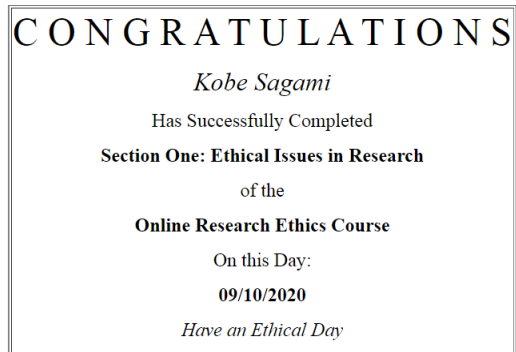 CONGRATULATIONS
Kobe Sagami
Has Successfully Completed
Section One: Ethical Issues in Research
of the
Online Research Ethics Course
On this Day:
09/10/2020
Have an Ethical Day